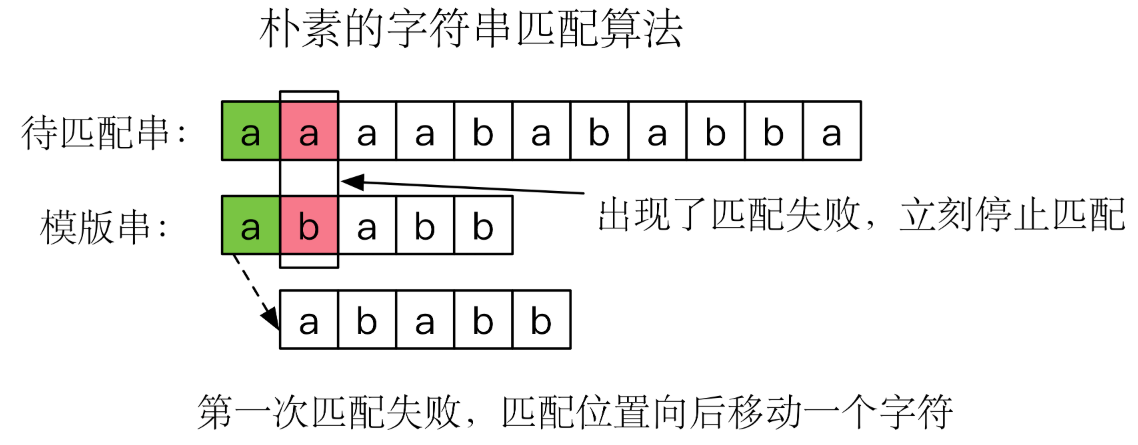 朴素的字符串匹配算法
待匹配串： a a a a b a b a b b a
出现了匹配失败，立刻停止匹配
模版串： a b a b b
a b a b b
第一次匹配失败，匹配位置向后移动一个字符